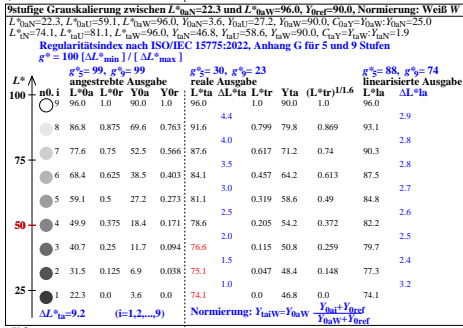 9stufige Grauskalierung zwischen L*0aN=22.3 und L*0aW=96.0, Y0ref=90.0, Normierung: Weiß W
L*0aN=22.3, L*0aU=59.1, L*0aW=96.0, Y0aN=3.6, Y0aU=27.2, Y0aW=90.0, C0aY=Y0aW:Y0aN=25.0
L*taN=74.1, L*taU=81.1, L*taW=96.0, YtaN=46.8, YtaU=58.6, YtaW=90.0, CtaY=YtaW:YtaN=1.9
Regularitätsindex nach ISO/IEC 15775:2022, Anhang G für 5 und 9 Stufen
g* = 100 [ΔL*min ] / [ ΔL*max ]
g*5= 99, g*9= 99 g*5= 30, g*9= 23 g*5= 88, g*9= 74
angestrebte Ausgabe reale Ausgabe linearisierte Ausgabe
L* n0. i L*0a L*0r Y0a Y0r L*ta ΔL*ta L*tr Yta (L*tr)1/1.6 L*la ΔL*la
100 9 96.0 1.0 90.0 1.0 96.0 1.0 90.0 1.0 96.0
4.4 2.9
8 86.8 0.875 69.6 0.763 91.6 0.799 79.8 0.869 93.1
4.0 2.8
7 77.6 0.75 52.5 0.566 87.6 0.617 71.2 0.74 90.3
3.5 2.7
6 68.4 0.625 38.5 0.403 84.1 0.457 64.2 0.613 87.5
3.0 2.6
5 59.1 0.5 27.2 0.273 81.1 0.319 58.6 0.49 84.8
2.5 2.6
50 4 49.9 0.375 18.4 0.171 78.6 0.205 54.2 0.372 82.2
2.0 2.5
3 40.7 0.25 11.7 0.094 76.6 0.115 50.8 0.259 79.7
1.5 2.4
2 31.5 0.125 6.9 0.038 75.1 0.047 48.4 0.148 77.3
1.0 3.2
25 1 22.3 0.0 3.6 0.0 74.1 0.0 46.8 0.0 74.1
ΔL*ta=9.2 (i=1,2,...,9) Normierung: YtaiW=Y0aW Y0ai+Y0ref
Y0aW+Y0ref